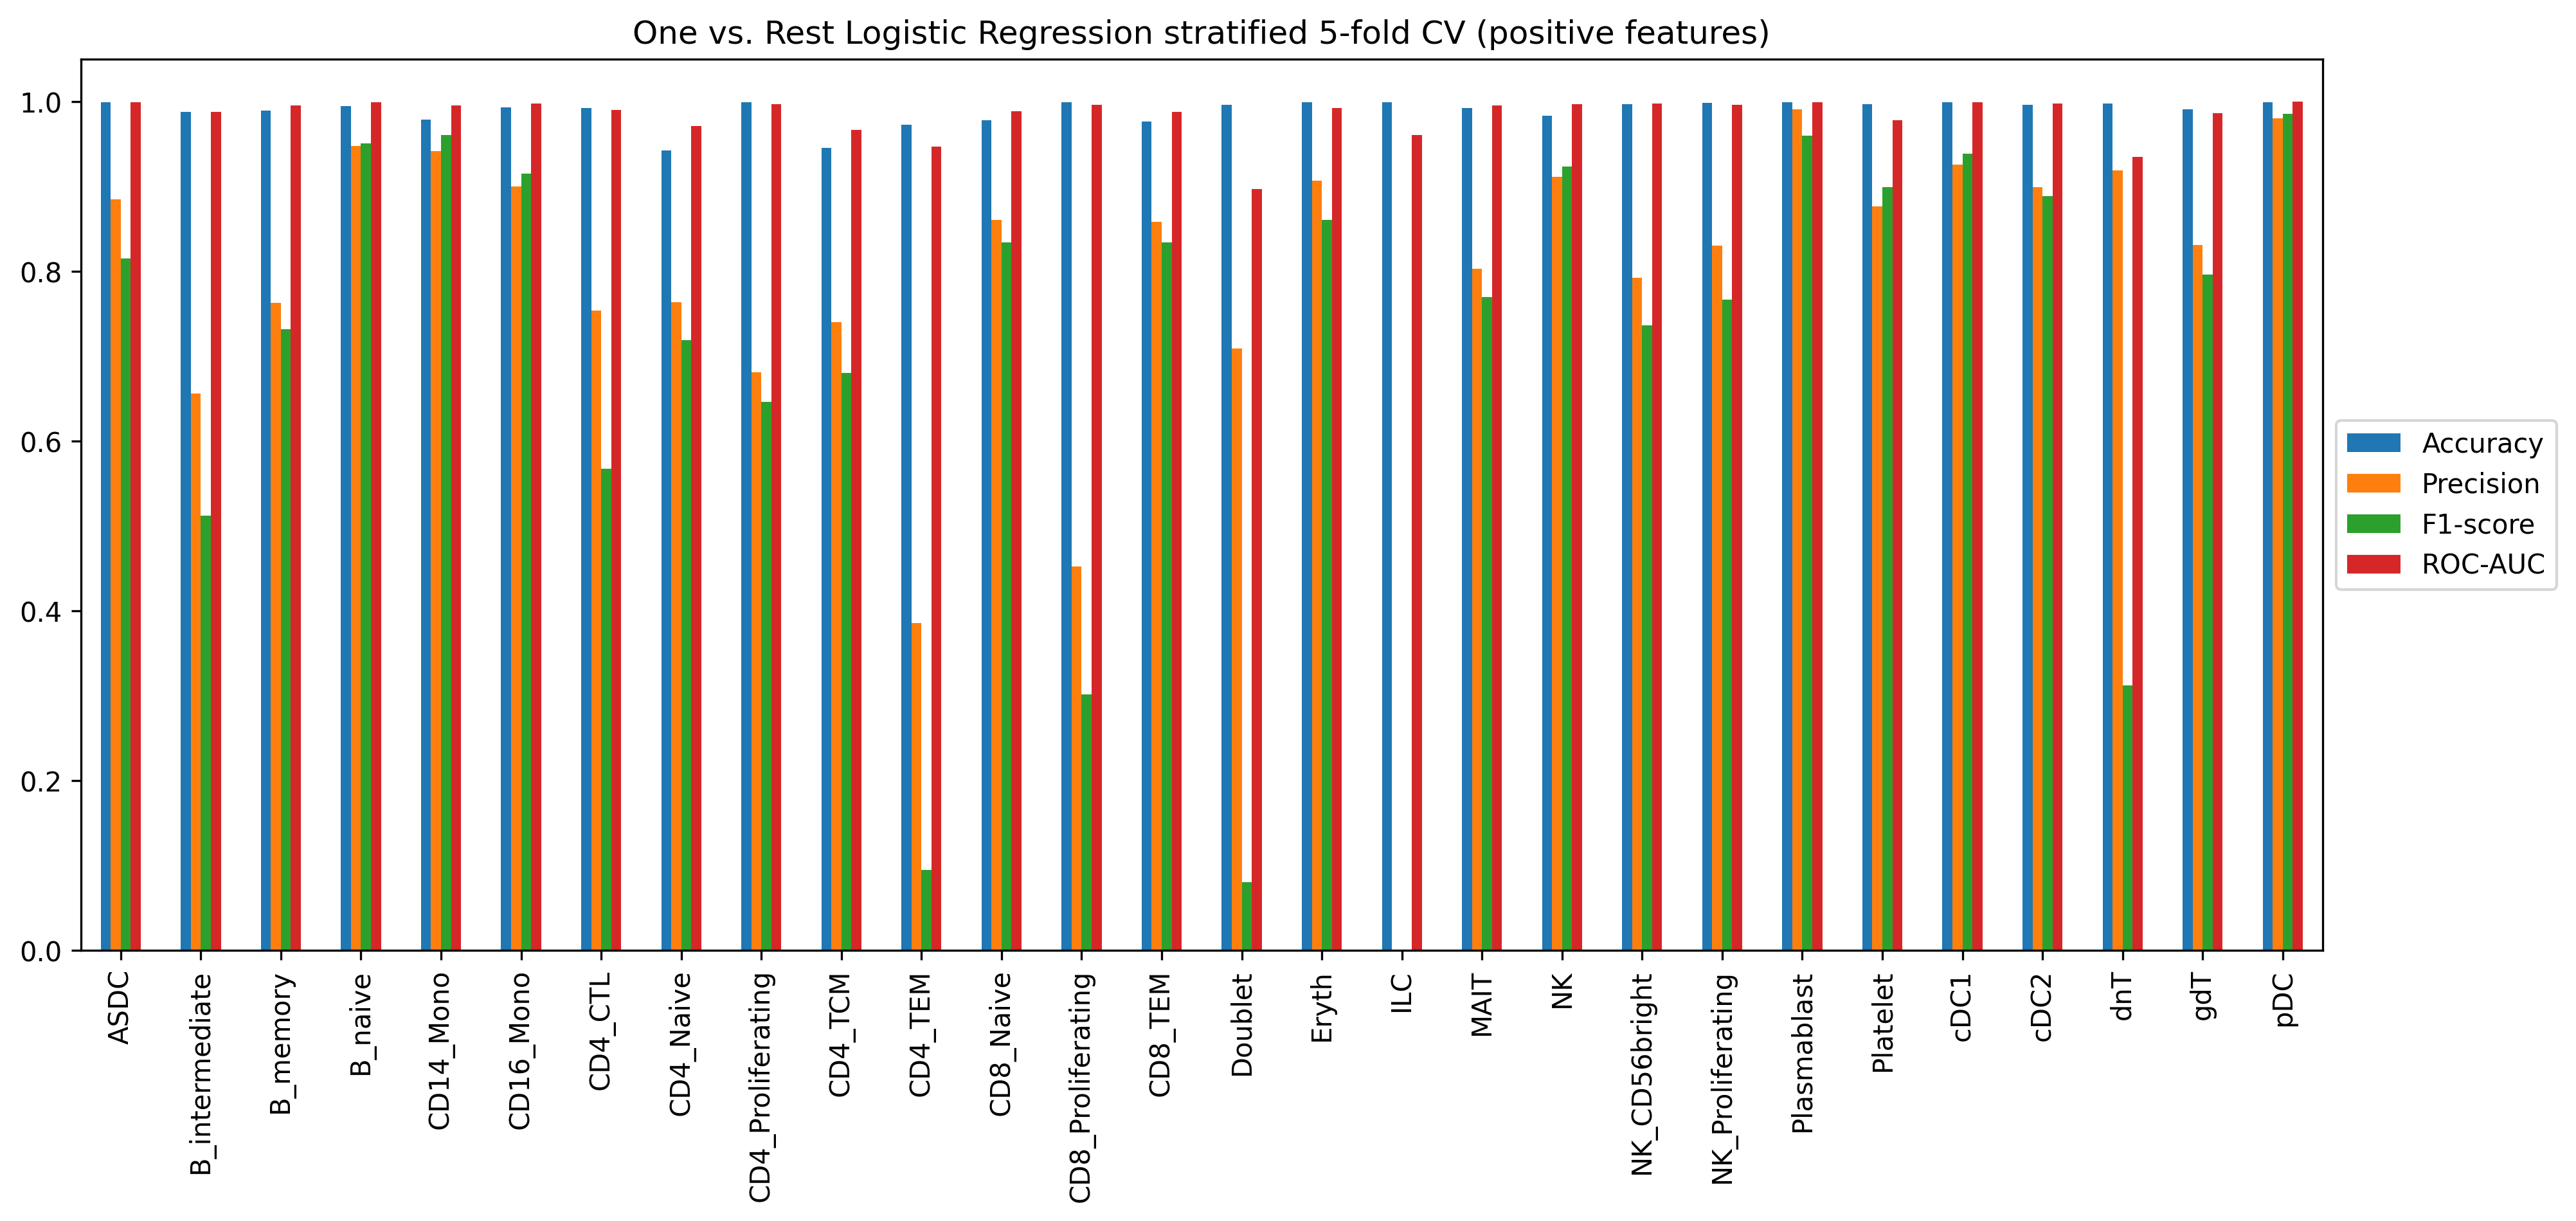 One vs. Rest Logistic Regression stratified 5-fold CV (positive features)
1.0
0.8
0.6
0.4
0.2
0.0
ASDC
B_intermediate
B_memory
B_naive
CD14_Mono
CD16_Mono
CD4_CTL
CD4_Naive
CD4_Proliferating
CD4_TCM
CD4_TEM
CD8_Naive
CD8_Proliferating
CD8_TEM
Doublet
Eryth
ILC
MAIT
NK
NK_CD56bright
NK_Proliferating
Plasmablast
Platelet
cDC1
cDC2
dnT
gdT
pDC
Accuracy
Precision
F1-score
ROC-AUC